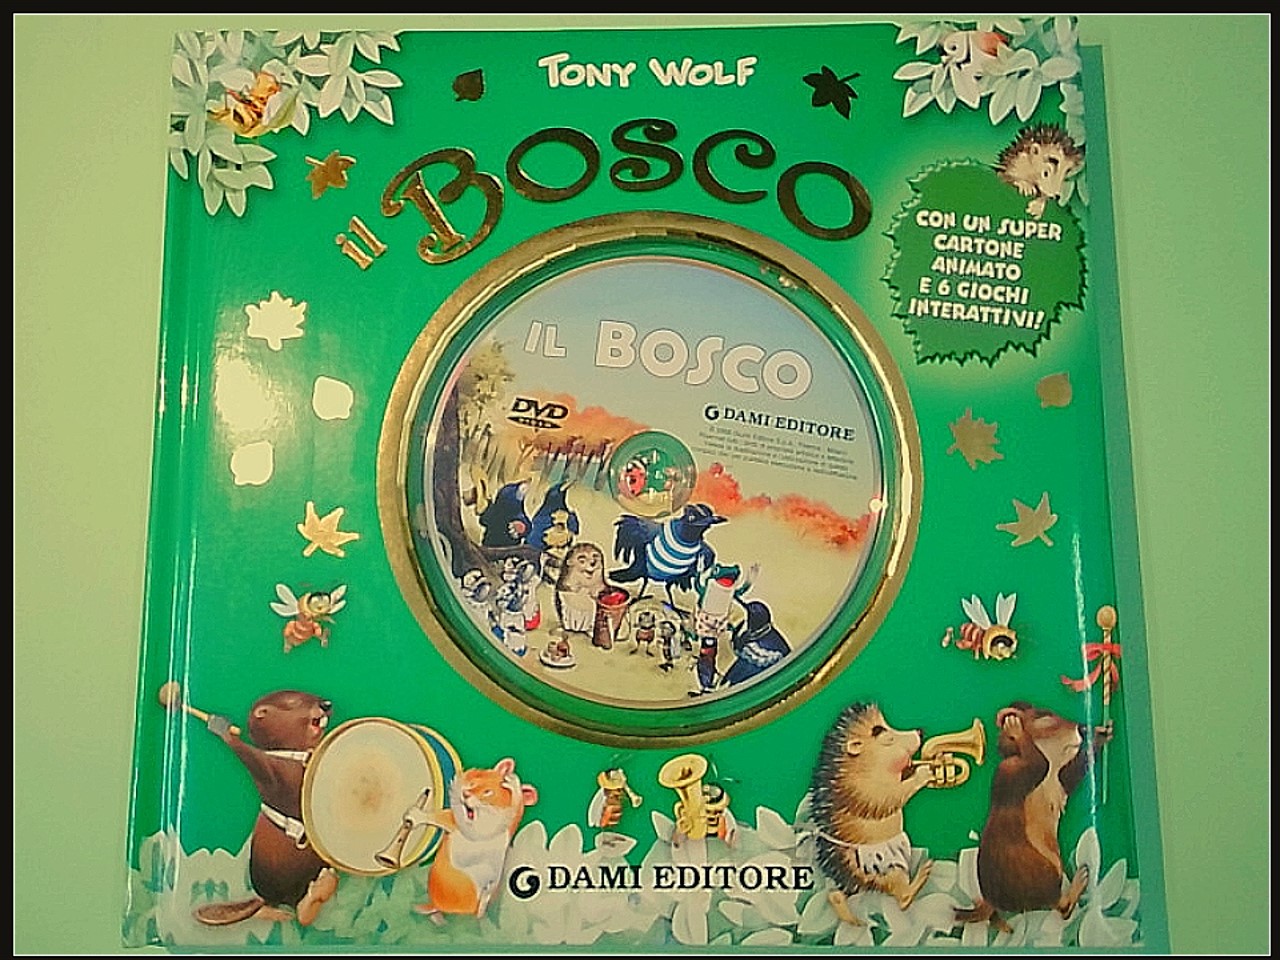 TONY WOLF
il BOSCO
CON UN SUPER
CARTONE
ANIMATO
E 6 GIOCHI
INTERATTIVI!
IL BOSCO
DVD
G DAMI EDITORE
G DAMI EDITORE